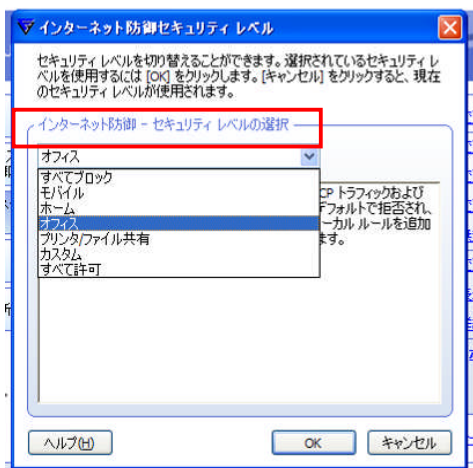 インターネット防御セキュリティ レベル
セキュリティ レベルを切り替えることができます。選択されているセキュリティ レ
ベルを使用するには [OK] をクリックします。[キャンセル] をクリックすると、現在
のセキュリティ レベルが使用されます。
インターネット防御 - セキュリティ レベルの選択
オフィス
すべてブロック
モバイル
ホーム
オフィス
プリンタ/ファイル共有
カスタム
すべて許可
CP トラフィックおよび
デフォルトで拒否され、
ーカル ルールを追加
ます。
ヘルプ(H)
OK
キャンセル